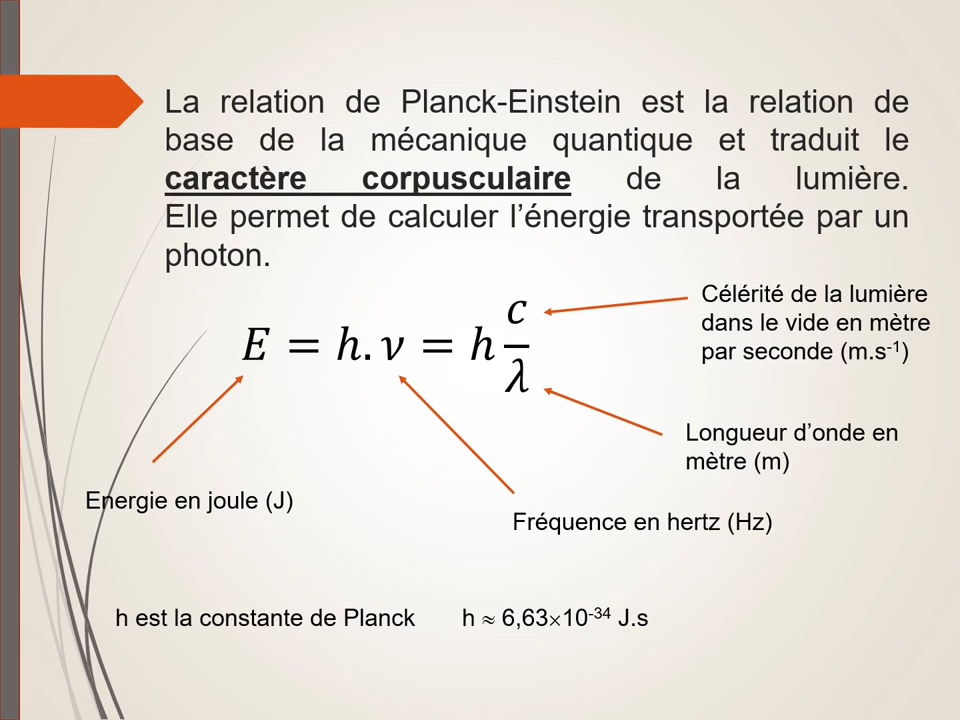 La relation de Planck-Einstein est la relation de
base de la mécanique quantique et traduit le
caractère corpusculaire de la lumière.
Elle permet de calculer l’énergie transportée par un
photon.
E = h. ν = h c/λ
Célérité de la lumière
dans le vide en mètre
par seconde (m.s⁻¹)
Longueur d’onde en
mètre (m)
Energie en joule (J)
Fréquence en hertz (Hz)
h est la constante de Planck h ≈ 6,63×10⁻³⁴ J.s